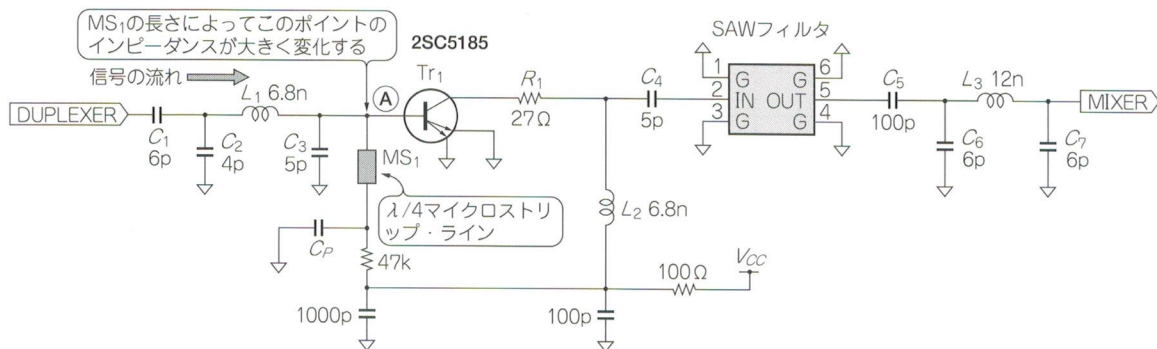 MS₁の長さによってこのポイントの
インピーダンスが大きく変化する
2SC5185
SAWフィルタ
信号の流れ
Tr₁
R₁
27Ω
C₄
5p
1 G G 6
2 IN OUT 5
3 G G 4
C₅
100p
L₃ 12n
MIXER
DUPLEXER
C₁
6p
L₁ 6.8n
A
C₂
4p
C₃
5p
MS₁
C₆
6p
C₇
6p
λ/4マイクロストリ
ップ・ライン
L₂ 6.8n
CP
47k
100Ω
VCC
1000p
100p